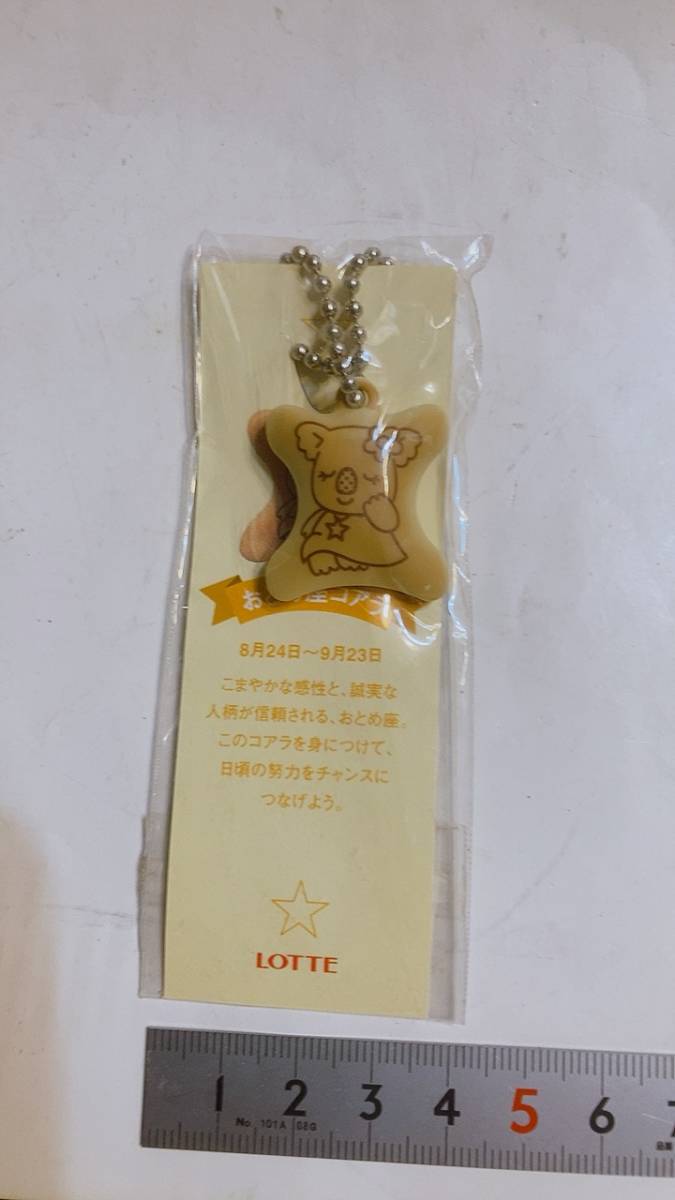 8月24日～9月23日
こまやかな感性と、誠実な
人柄が信頼される、おとめ座。
このコアラを身につけて、
日頃の努力をチャンスに
つなげよう。
LOTTE
1 2 3 4 5 6 7
No. 101A